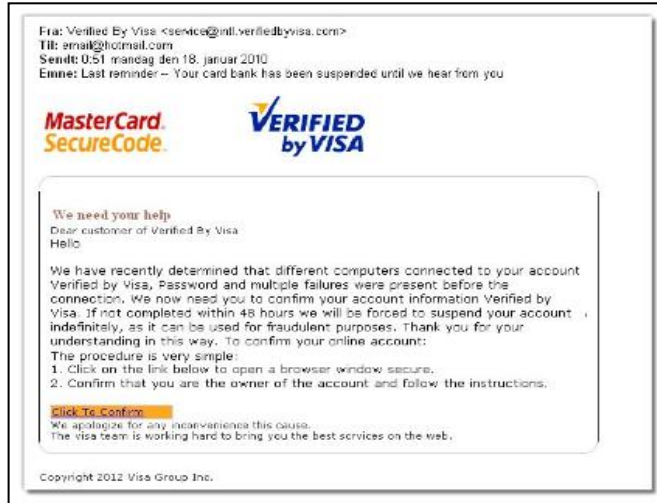 Fra: Verified By Visa <service@intl.verifiedbyvisa.com>
Til: email@hotmail.com
Sendt: 0:51 mandag den 18. januar 2010
Emne: Last reminder – Your card bank has been suspended until we hear from you
MasterCard. VERIFIED
SecureCode. by VISA
We need your help
Dear customer of Verified By Visa
Hello
We have recently determined that different computers connected to your account
Verified by Visa, Password and multiple failures were present before the
connection. We now need you to confirm your account information Verified by
Visa. If not completed within 48 hours we will be forced to suspend your account
indefinitely, as it can be used for fraudulent purposes. Thank you for your
understanding in this way. To confirm your online account:
The procedure is very simple:
1. Click on the link below to open a browser window secure.
2. Confirm that you are the owner of the account and follow the instructions.
Click To Confirm
We apologize for any inconvenience this cause.
The visa team is working hard to bring you the best services on the web.
Copyright 2012 Visa Group Inc.